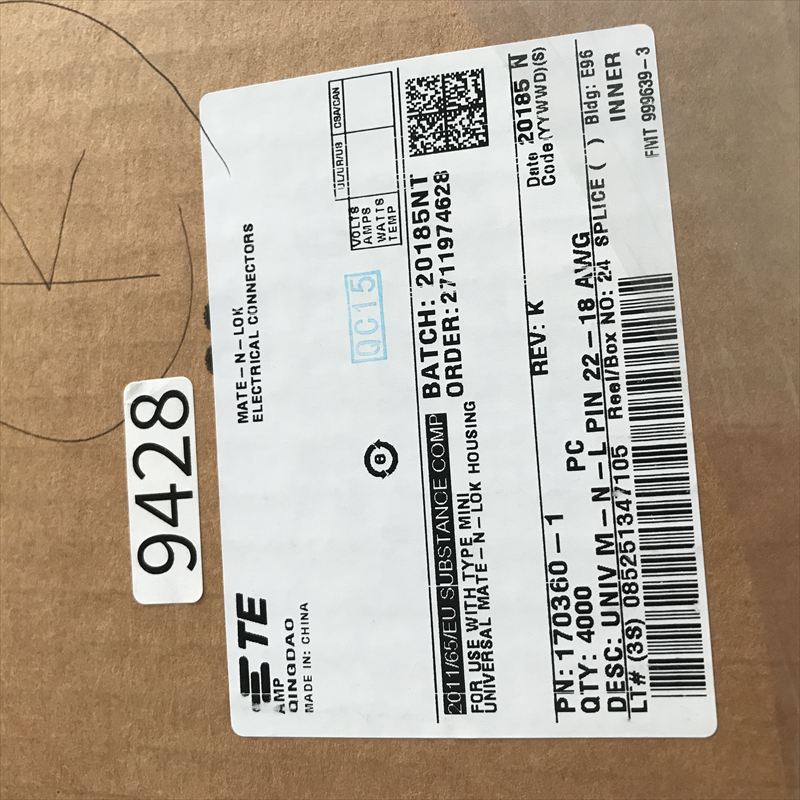 9428
TE
AMP
QINGDAO
MADE IN: CHINA
MATE-N-LOK
ELECTRICAL CONNECTORS
UL/UR/US CSA/CAN
VOLTS
AMPS
WATTS
TEMP
QC15
2011/65/EU SUBSTANCE COMP
FOR USE WITH TYPE MINI
UNIVERSAL MATE-N-LOK HOUSING
BATCH: 20185NT
ORDER:2711974628
PN: 170360-1 REV: K Date 20185 N
Code(YYWWD)(S)
QTY: 4000 PC
DESC: UNIV M-N-L PIN 22-18 AWG
LT# (3S) 085251347105 Reel/Box NO: 24 SPLICE ( ) Bldg: E96
INNER
FMT 999639-3